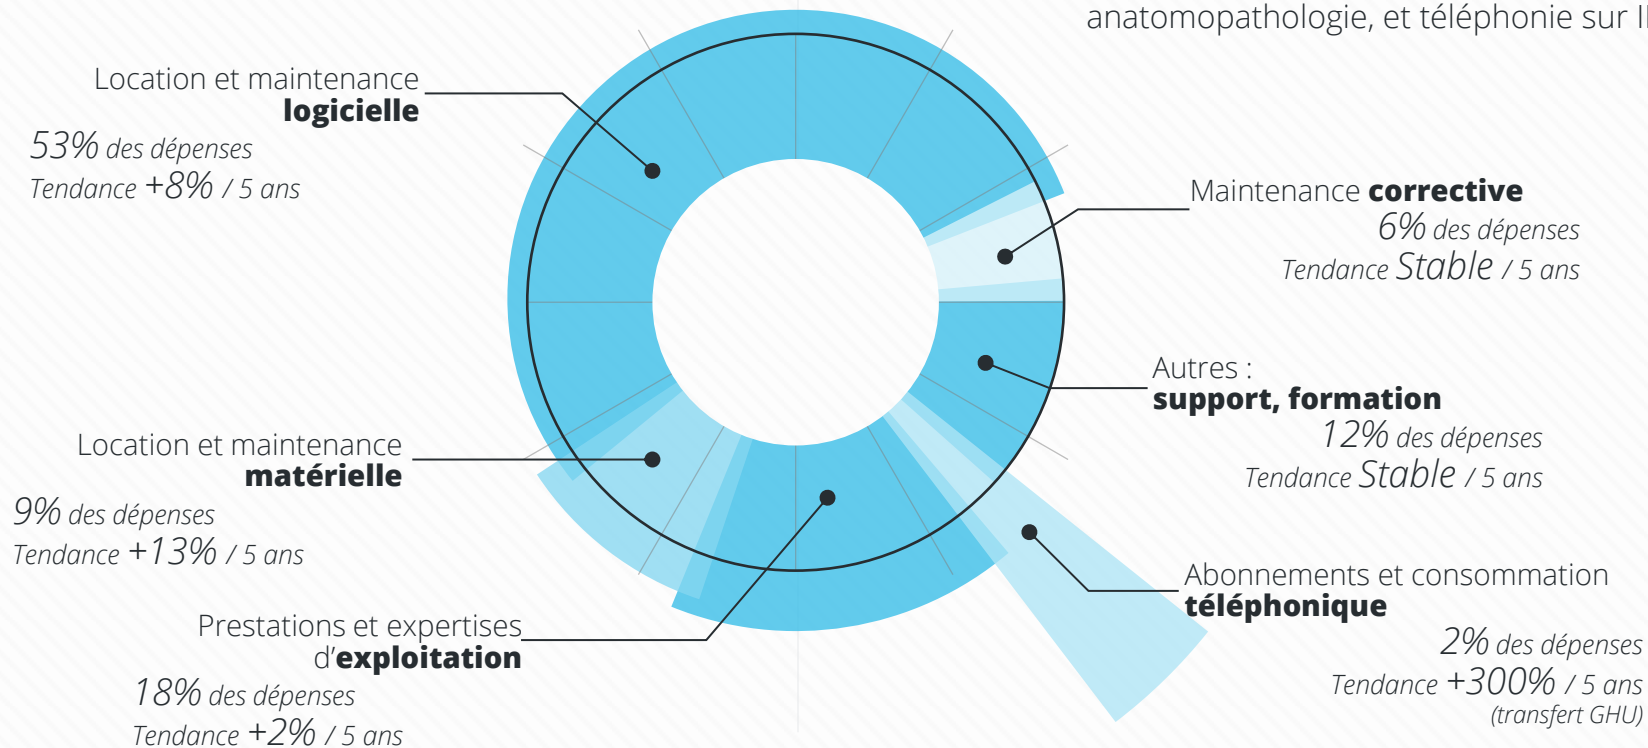 anatomopathologie, et téléphonie sur
Location et maintenance
logicielle
53% des dépenses
Tendance +8% / 5 ans
Maintenance corrective
6% des dépenses
Tendance Stable / 5 ans
Autres :
support, formation
12% des dépenses
Tendance Stable / 5 ans
Location et maintenance
matérielle
9% des dépenses
Tendance +13% / 5 ans
Abonnements et consommation
téléphonique
2% des dépenses
Tendance +300% / 5 ans
(transfert GHU)
Prestations et expertises
d'exploitation
18% des dépenses
Tendance +2% / 5 ans